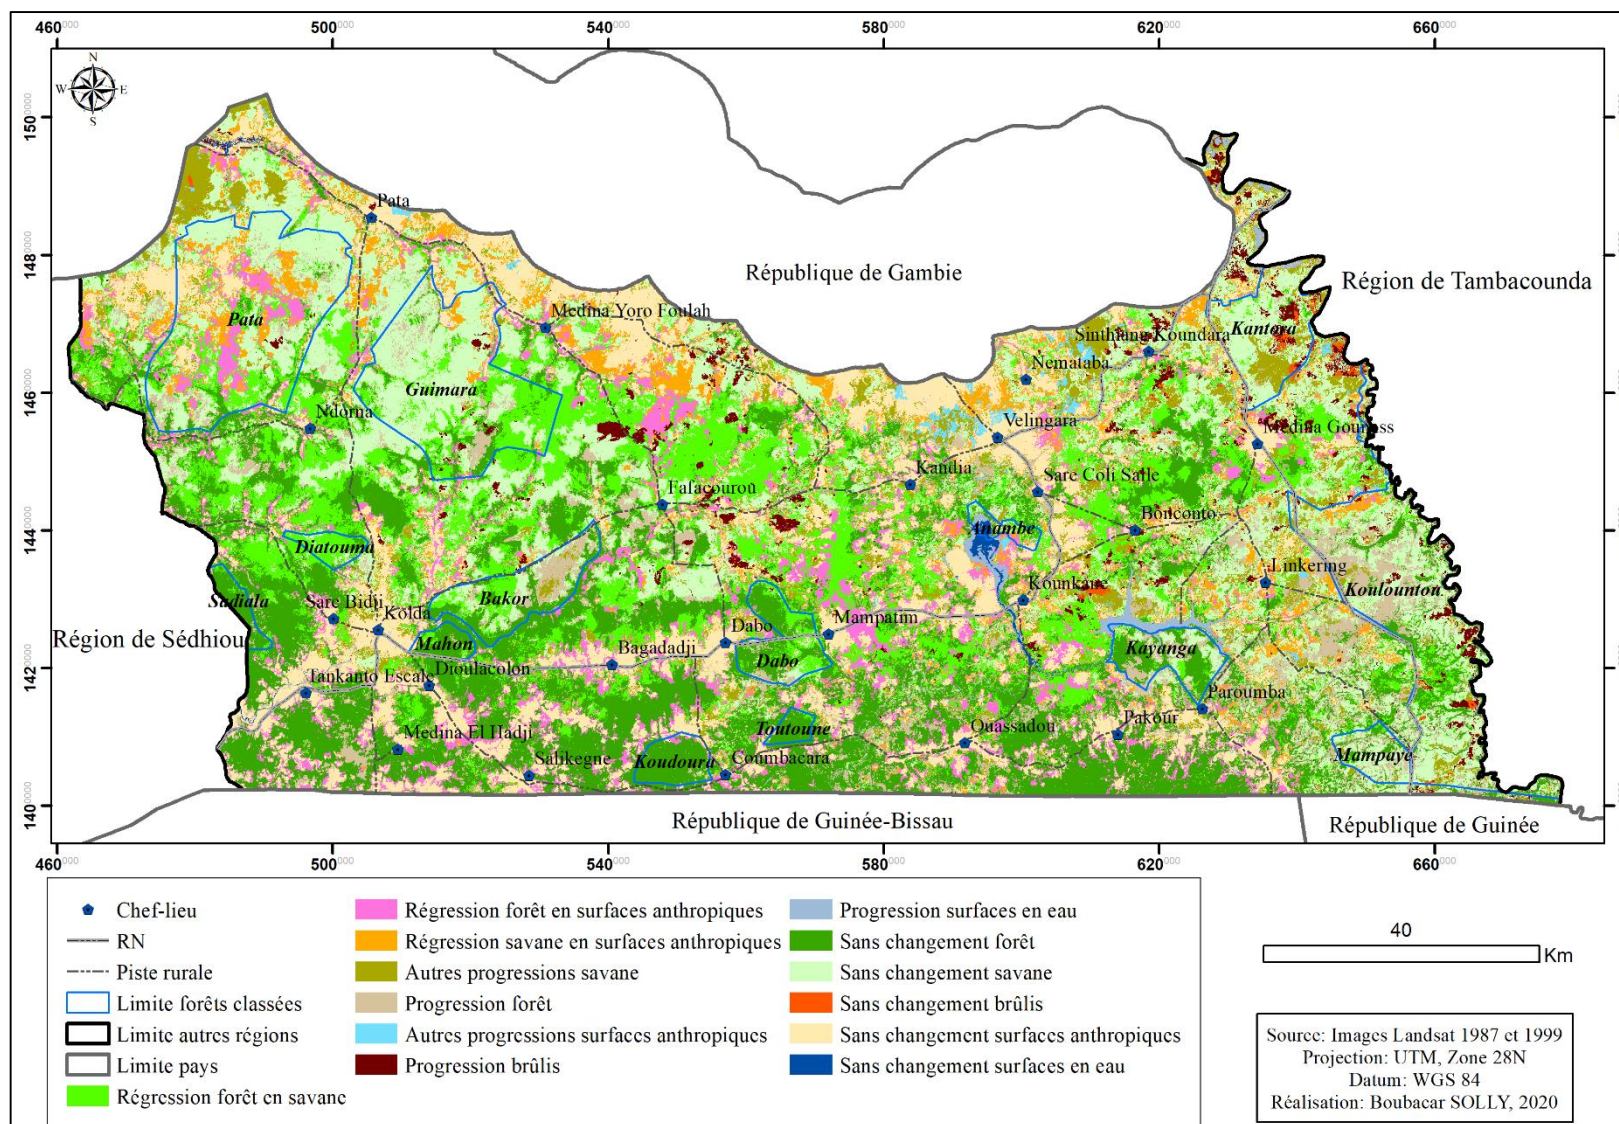 460000 500000 540000 580000 620000 660000
N
W E
S
1500000
1480000
1460000
1440000
1420000
1400000
Pata
République de Gambie
Région de Tambacounda
Pata
Medina Yoro Foulah
Kantora
Sinthiang Koundara
Nemataba
Guimara
Ndorna
Velingara
Medina Gounass
Kandia
Sare Coli Salle
Fafacourou
Bonconto
Anambe
Diatouma
Linkering
Kounkane
Koulountou
Sadiala
Sare Bidji
Bakor
Kolda
Mampatim
Dabo
Région de Sédhiou
Mahon
Bagadadji
Dabo
Kayanga
Dioulacolon
Tankanto Escale
Paroumba
Toutoune
Ouassadou
Pakour
Medina El Hadji
Salikegne
Koudoura
Coumbacara
Mampaye
République de Guinée-Bissau
République de Guinée
460000 500000 540000 580000 620000 660000
Chef-lieu
RN
Piste rurale
Limite forêts classées
Limite autres régions
Limite pays
Régression forêt en savane
Régression forêt en surfaces anthropiques
Régression savane en surfaces anthropiques
Autres progressions savane
Progression forêt
Autres progressions surfaces anthropiques
Progression brûlis
Progression surfaces en eau
Sans changement forêt
Sans changement savane
Sans changement brûlis
Sans changement surfaces anthropiques
Sans changement surfaces en eau
40
Km
Source: Images Landsat 1987 et 1999
Projection: UTM, Zone 28N
Datum: WGS 84
Réalisation: Boubacar SOLLY, 2020